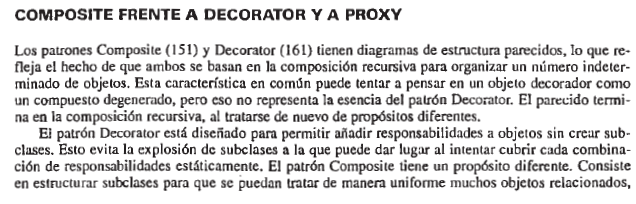 COMPOSITE FRENTE A DECORATOR Y A PROXY
Los patrones Composite (151) y Decorator (161) tienen diagramas de estructura parecidos, lo que re-
fleja el hecho de que ambos se basan en la composición recursiva para organizar un número indeter-
minado de objetos. Esta característica en común puede tentar a pensar en un objeto decorador como
un compuesto degenerado, pero eso no representa la esencia del patrón Decorator. El parecido termi-
na en la composición recursiva, al tratarse de nuevo de propósitos diferentes.
El patrón Decorator está diseñado para permitir añadir responsabilidades a objetos sin crear sub-
clases. Esto evita la explosión de subclases a la que puede dar lugar al intentar cubrir cada combina-
ción de responsabilidades estáticamente. El patrón Composite tiene un propósito diferente. Consiste
en estructurar subclases para que se puedan tratar de manera uniforme muchos objetos relacionados,